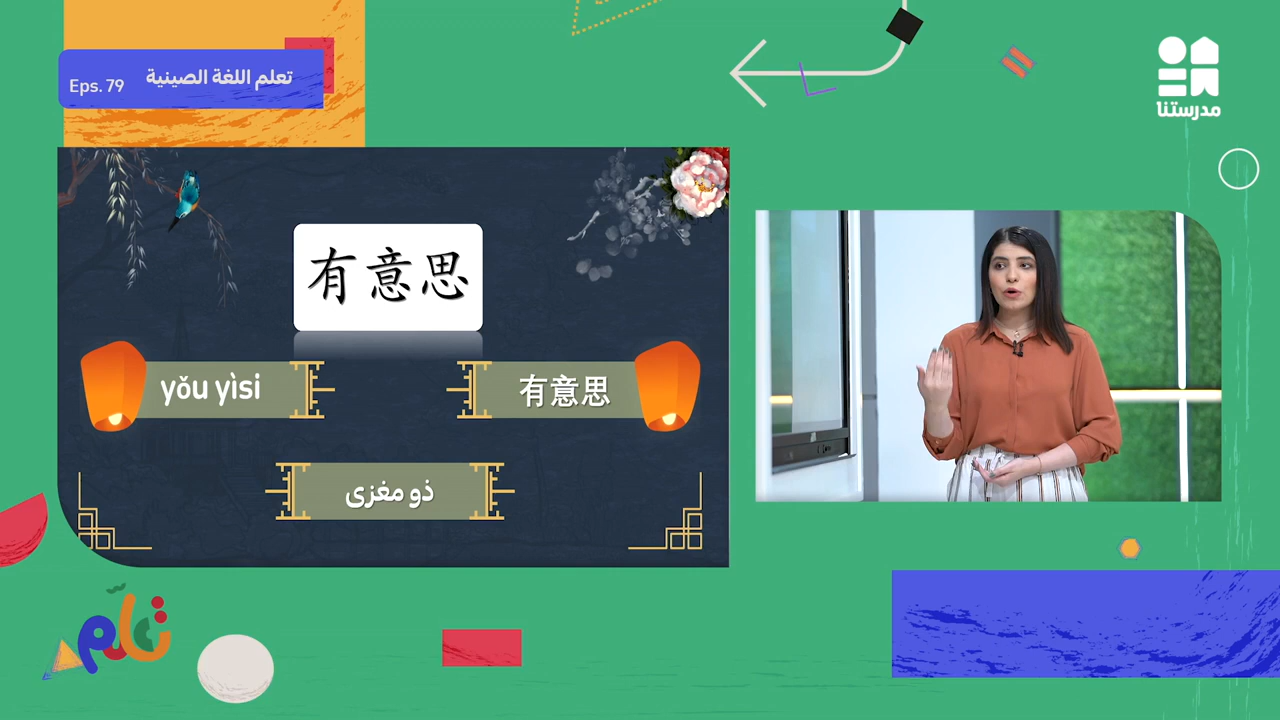 تعلم اللغة الصينية
Eps. 79
مدرستنا
有意思
yǒu yìsi
有意思
ذو مغزى
تعلم